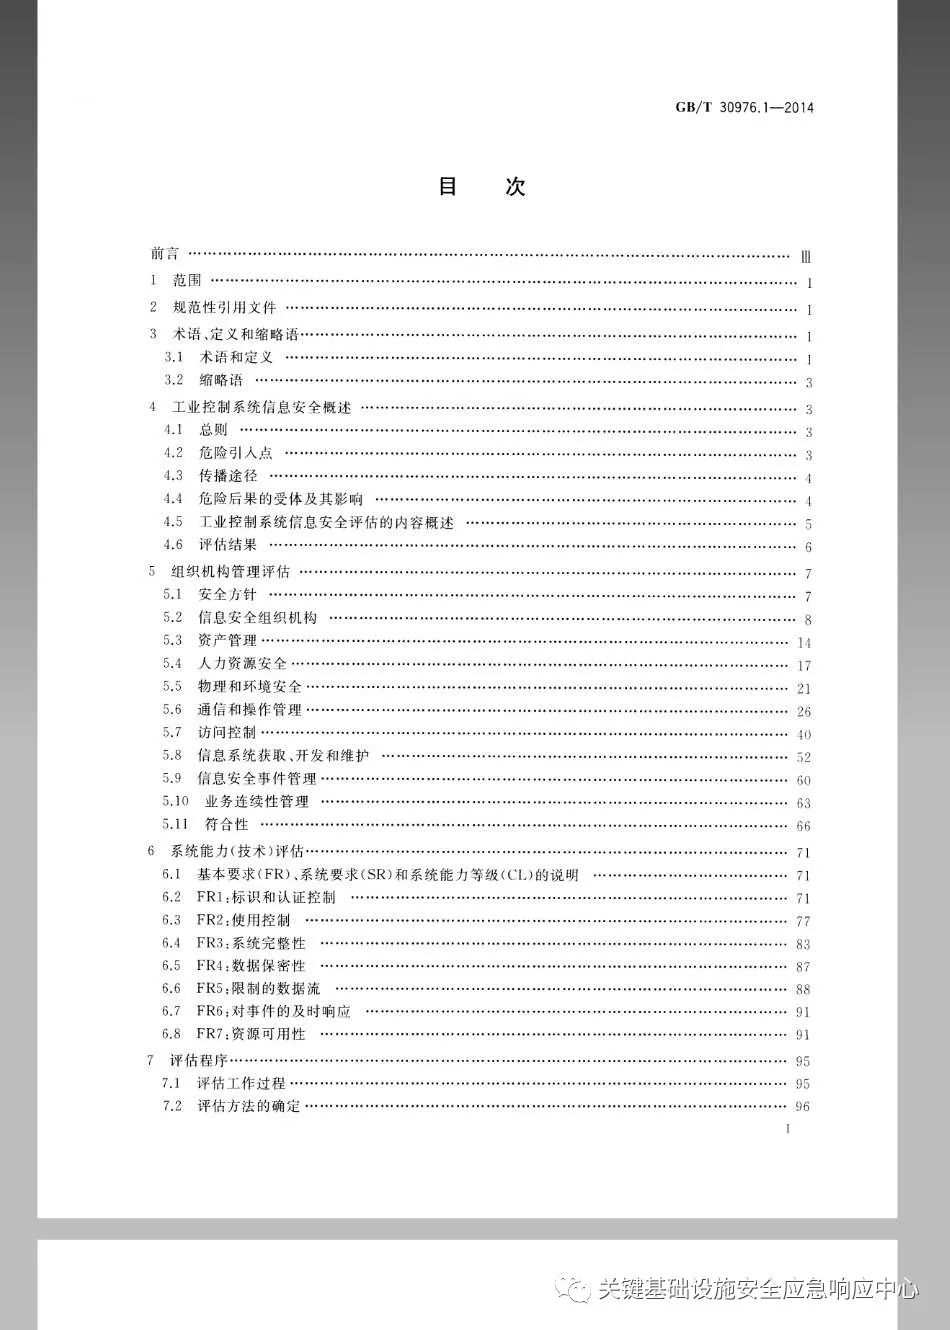 GB/T 30976.1—2014
目 次
前言 ………………………………………………………… Ⅲ
1 范围 ………………………………………………………… 1
2 规范性引用文件 ………………………………………………………… 1
3 术语、定义和缩略语 ………………………………………………………… 1
3.1 术语和定义 ………………………………………………………… 1
3.2 缩略语 ………………………………………………………… 3
4 工业控制系统信息安全概述 ………………………………………………………… 3
4.1 总则 ………………………………………………………… 3
4.2 危险引入点 ………………………………………………………… 3
4.3 传播途径 ………………………………………………………… 4
4.4 危险后果的受体及其影响 ………………………………………………………… 4
4.5 工业控制系统信息安全评估的内容概述 ………………………………………………………… 5
4.6 评估结果 ………………………………………………………… 6
5 组织机构管理评估 ………………………………………………………… 7
5.1 安全方针 ………………………………………………………… 7
5.2 信息安全组织机构 ………………………………………………………… 8
5.3 资产管理 ………………………………………………………… 14
5.4 人力资源安全 ………………………………………………………… 17
5.5 物理和环境安全 ………………………………………………………… 21
5.6 通信和操作管理 ………………………………………………………… 26
5.7 访问控制 ………………………………………………………… 40
5.8 信息系统获取、开发和维护 ………………………………………………………… 52
5.9 信息安全事件管理 ………………………………………………………… 60
5.10 业务连续性管理 ………………………………………………………… 63
5.11 符合性 ………………………………………………………… 66
6 系统能力(技术)评估 ………………………………………………………… 71
6.1 基本要求(FR)、系统要求(SR)和系统能力等级(CL)的说明 ………………………………………………………… 71
6.2 FR1:标识和认证控制 ………………………………………………………… 71
6.3 FR2:使用控制 ………………………………………………………… 77
6.4 FR3:系统完整性 ………………………………………………………… 83
6.5 FR4:数据保密性 ………………………………………………………… 87
6.6 FR5:限制的数据流 ………………………………………………………… 88
6.7 FR6:对事件的及时响应 ………………………………………………………… 91
6.8 FR7:资源可用性 ………………………………………………………… 91
7 评估程序 ………………………………………………………… 95
7.1 评估工作过程 ………………………………………………………… 95
7.2 评估方法的确定 ………………………………………………………… 96
Ⅰ
关键基础设施安全应急响应中心